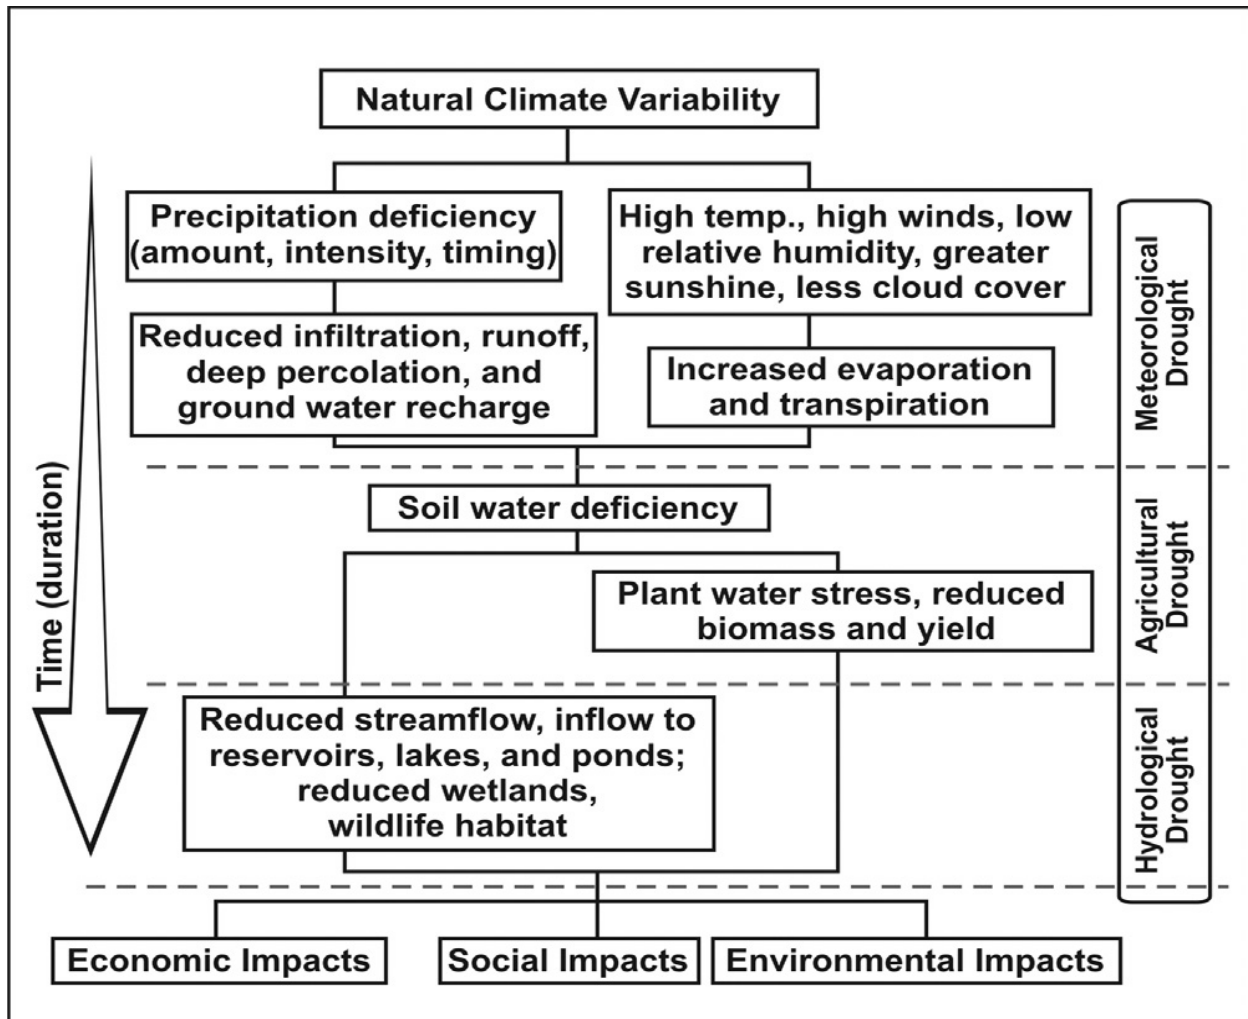 Natural Climate Variability
Precipitation deficiency
(amount, intensity, timing)
High temp., high winds, low
relative humidity, greater
sunshine, less cloud cover
Reduced infiltration, runoff,
deep percolation, and
ground water recharge
Increased evaporation
and transpiration
Meteorological
Drought
Time (duration)
Soil water deficiency
Plant water stress, reduced
biomass and yield
Agricultural
Drought
Reduced streamflow, inflow to
reservoirs, lakes, and ponds;
reduced wetlands,
wildlife habitat
Hydrological
Drought
Economic Impacts
Social Impacts
Environmental Impacts